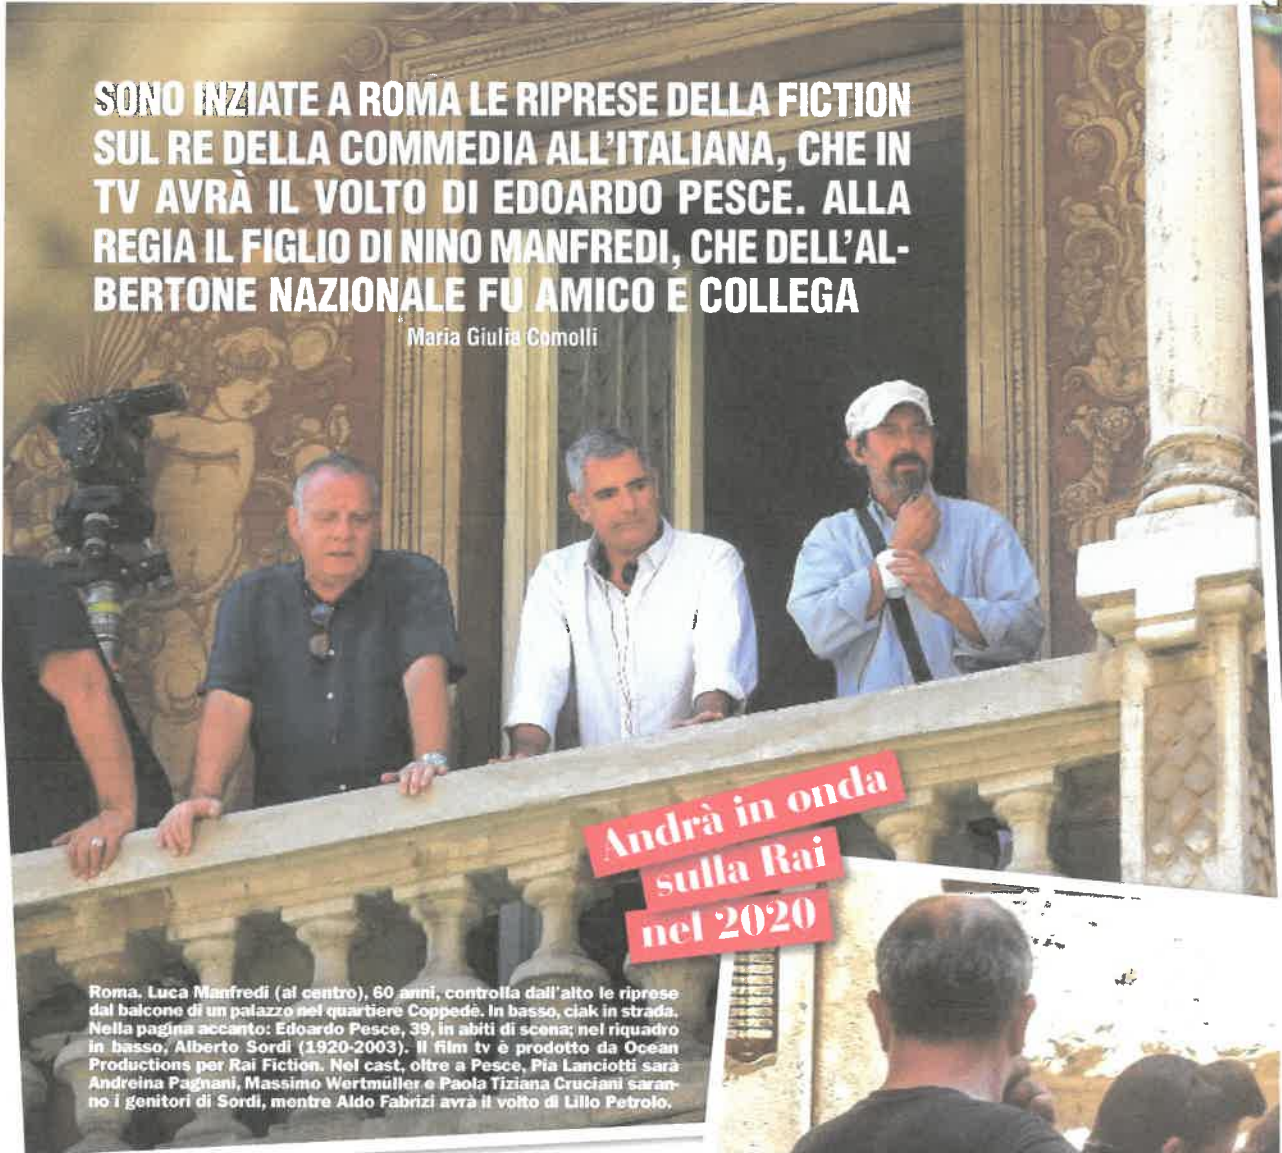 SONO INZIATE A ROMA LE RIPRESE DELLA FICTION
SUL RE DELLA COMMEDIA ALL'ITALIANA, CHE IN
TV AVRÀ IL VOLTO DI EDOARDO PESCE. ALLA
REGIA IL FIGLIO DI NINO MANFREDI, CHE DELL'AL-
BERTONE NAZIONALE FU AMICO E COLLEGA
Maria Giulia Comolli
Andrà in onda
sulla Rai
nel 2020
Roma. Luca Manfredi (al centro), 60 anni, controlla dall'alto le riprese
dal balcone di un palazzo nel quartiere Coppedè. In basso, ciak in strada.
Nella pagina accanto: Edoardo Pesce, 39, in abiti di scena; nel riquadro
in basso, Alberto Sordi (1920-2003). Il film tv è prodotto da Ocean
Productions per Rai Fiction. Nel cast, oltre a Pesce, Pia Lanciotti sarà
Andreina Pagnani, Massimo Wertmüller e Paola Tiziana Cruciani saran-
no i genitori di Sordi, mentre Aldo Fabrizi avrà il volto di Lillo Petrolo.